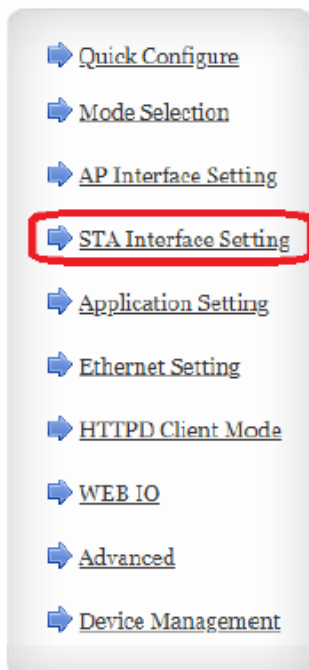 Quick Configure
Mode Selection
AP Interface Setting
STA Interface Setting
Application Setting
Ethernet Setting
HTTPD Client Mode
WEB IO
Advanced
Device Management